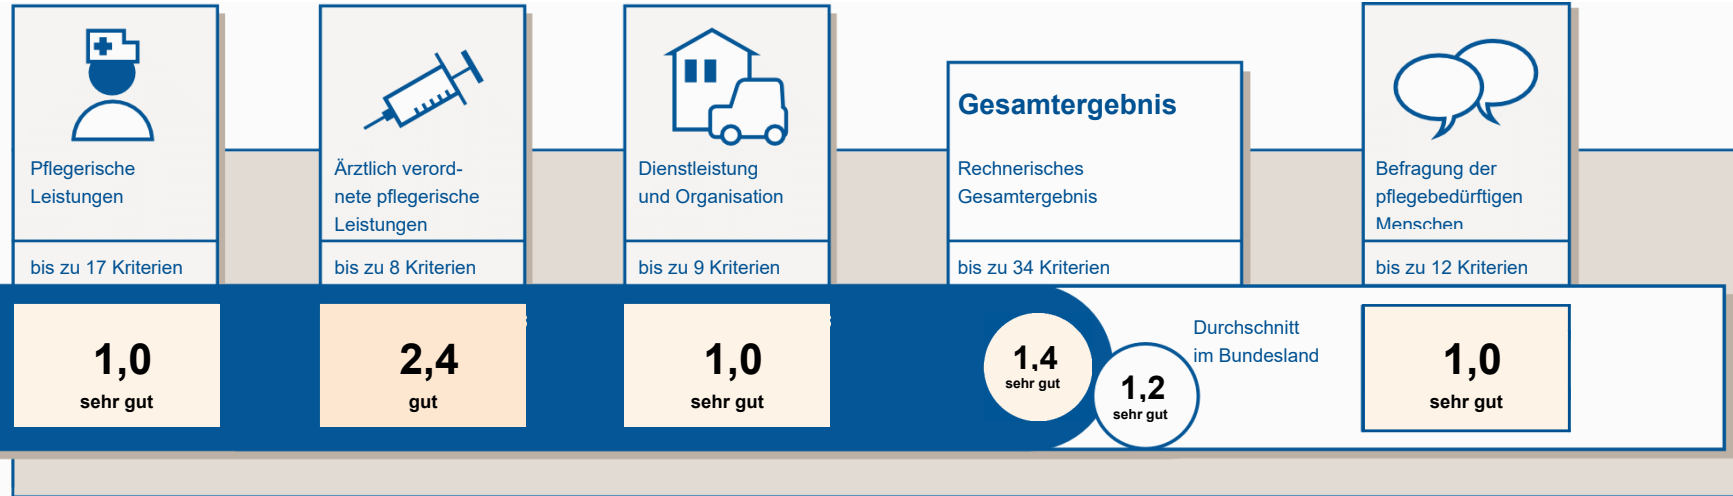 Pflegerische
Leistungen
bis zu 17 Kriterien
1,0
sehr gut
Ärztlich verord-
nete pflegerische
Leistungen
bis zu 8 Kriterien
2,4
gut
Dienstleistung
und Organisation
bis zu 9 Kriterien
1,0
sehr gut
Gesamtergebnis
Rechnerisches
Gesamtergebnis
bis zu 34 Kriterien
1,4
sehr gut
1,2
sehr gut
Durchschnitt
im Bundesland
Befragung der
pflegebedürftigen
Menschen
bis zu 12 Kriterien
1,0
sehr gut